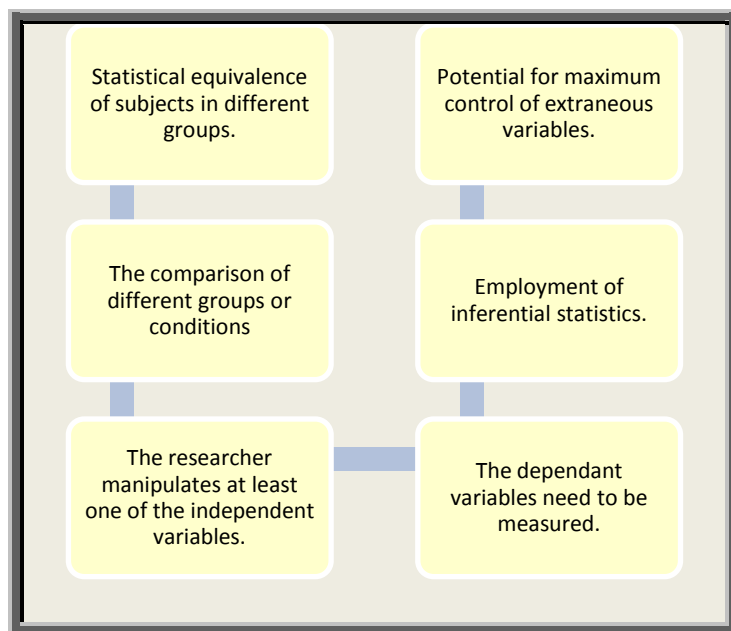 Statistical equivalence
of subjects in different
groups.
The comparison of
different groups or
conditions
The researcher
manipulates at least
one of the independent
variables.
The dependant
variables need to be
measured.
Employment of
inferential statistics.
Potential for maximum
control of extraneous
variables.